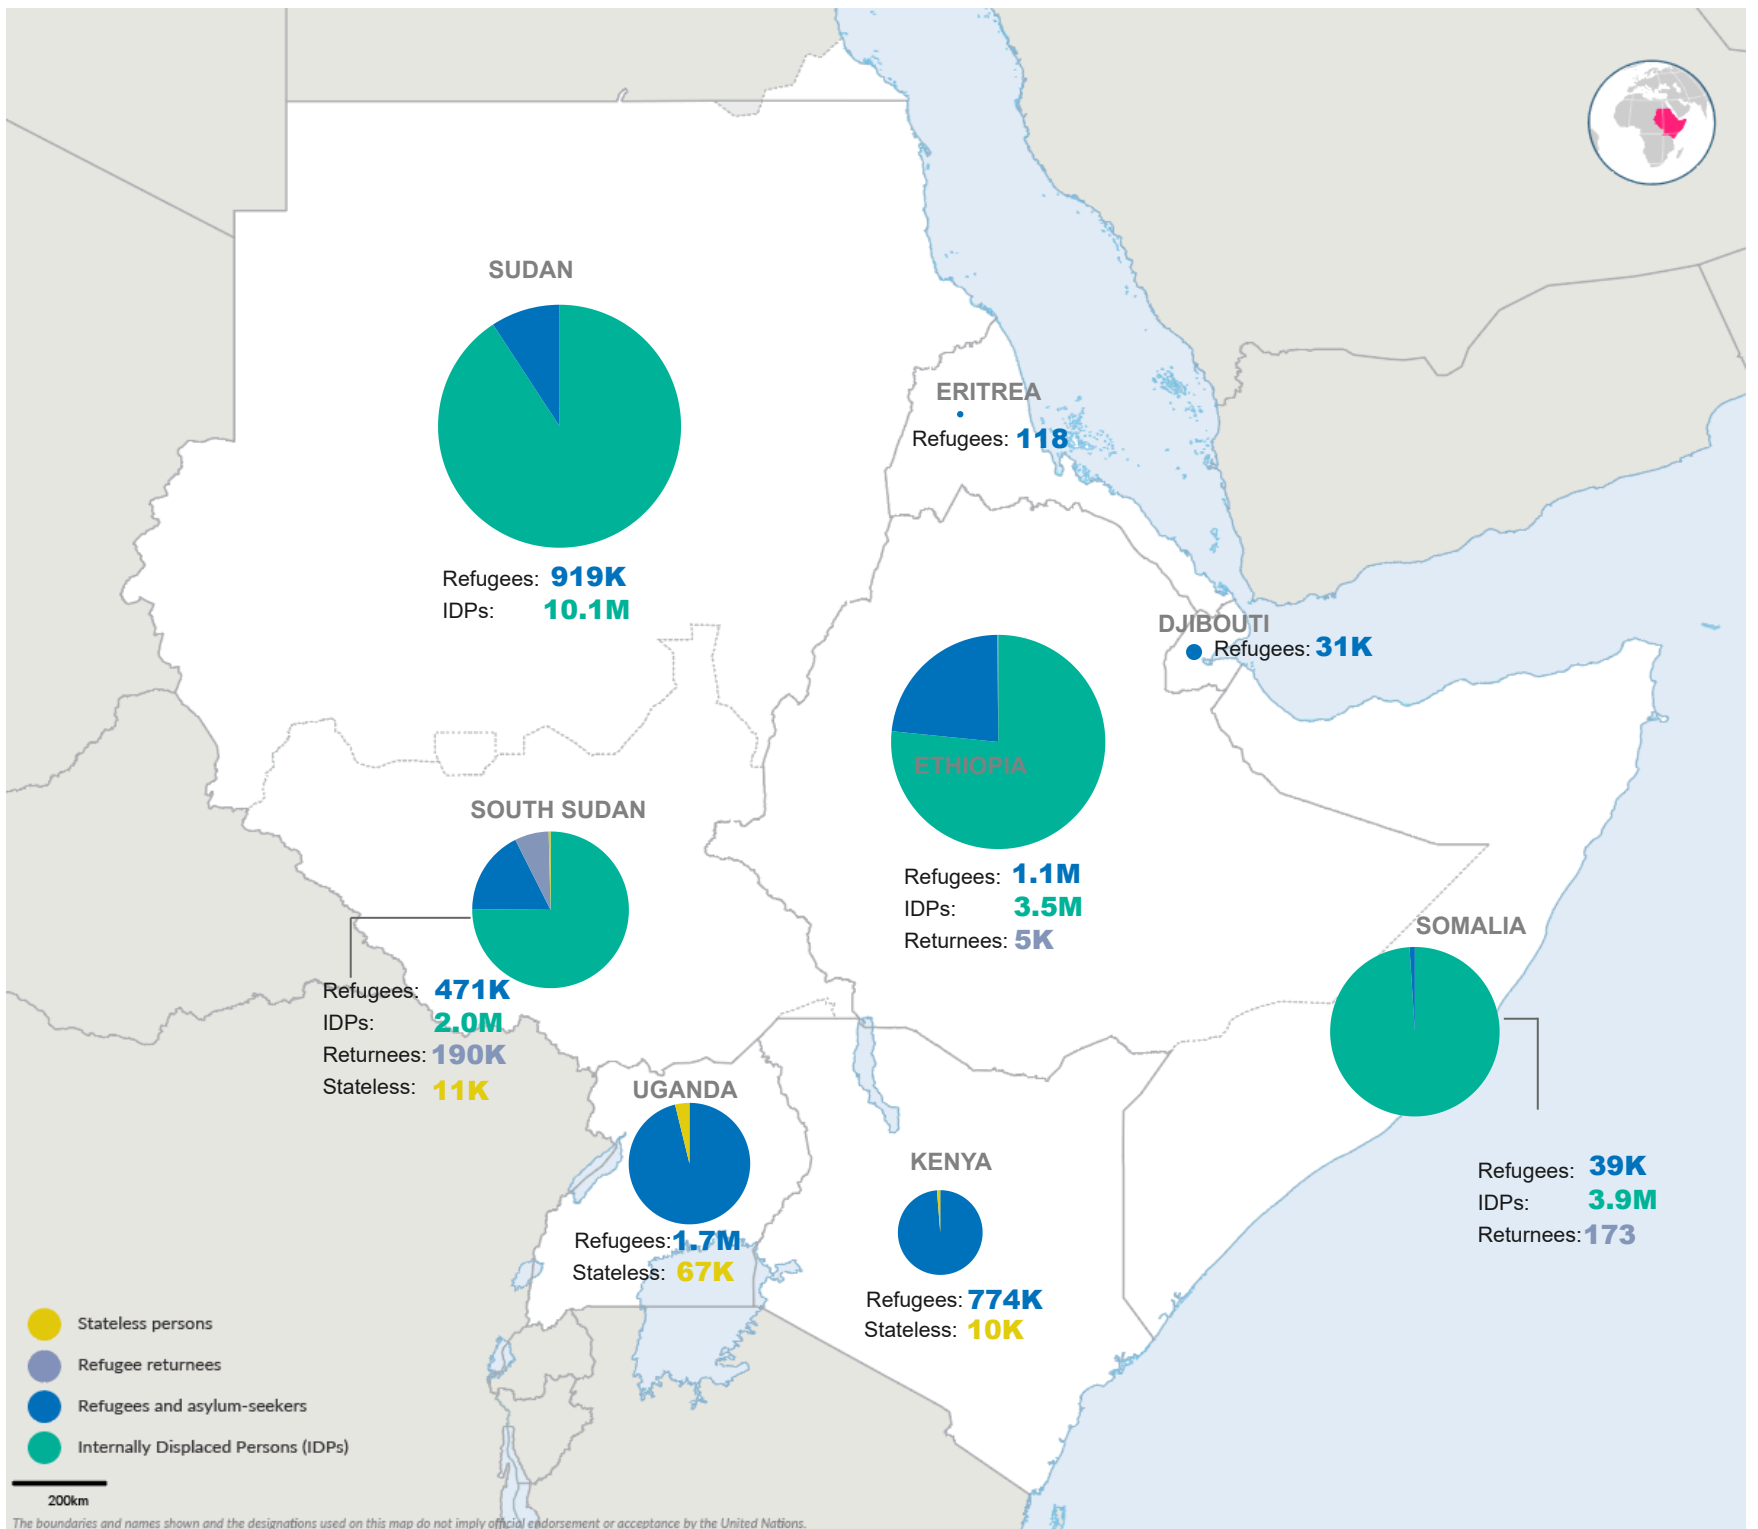 SUDAN
Refugees: 919K
IDPs: 10.1M
ERITREA
Refugees: 118
DJIBOUTI
Refugees: 31K
ETHIOPIA
Refugees: 1.1M
IDPs: 3.5M
Returnees: 5K
SOUTH SUDAN
Refugees: 471K
IDPs: 2.0M
Returnees: 190K
Stateless: 11K
SOMALIA
Refugees: 39K
IDPs: 3.9M
Returnees: 173
UGANDA
Refugees: 1.7M
Stateless: 67K
KENYA
Refugees: 774K
Stateless: 10K
Stateless persons
Refugee returnees
Refugees and asylum-seekers
Internally Displaced Persons (IDPs)
200km
The boundaries and names shown and the designations used on this map do not imply official endorsement or acceptance by the United Nations.